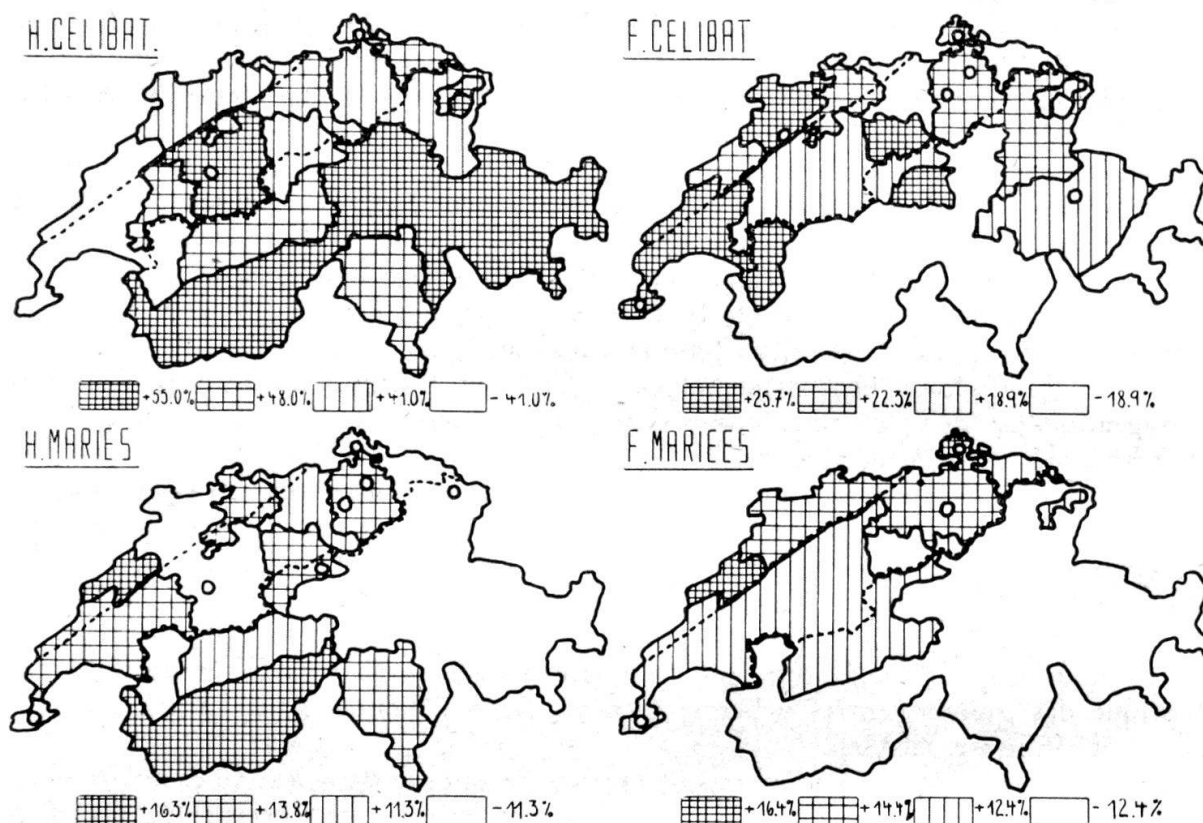 H. CELIBAT.
F. CELIBAT
+55.0% +48.0% +41.0% - 41.0%
+25.7% +22.3% +18.9% - 18.9%
H. MARIES
F. MARIEES
+16.3% +13.8% +11.3% - 11.3%
+16.4% +14.4% +12.4% - 12.4%